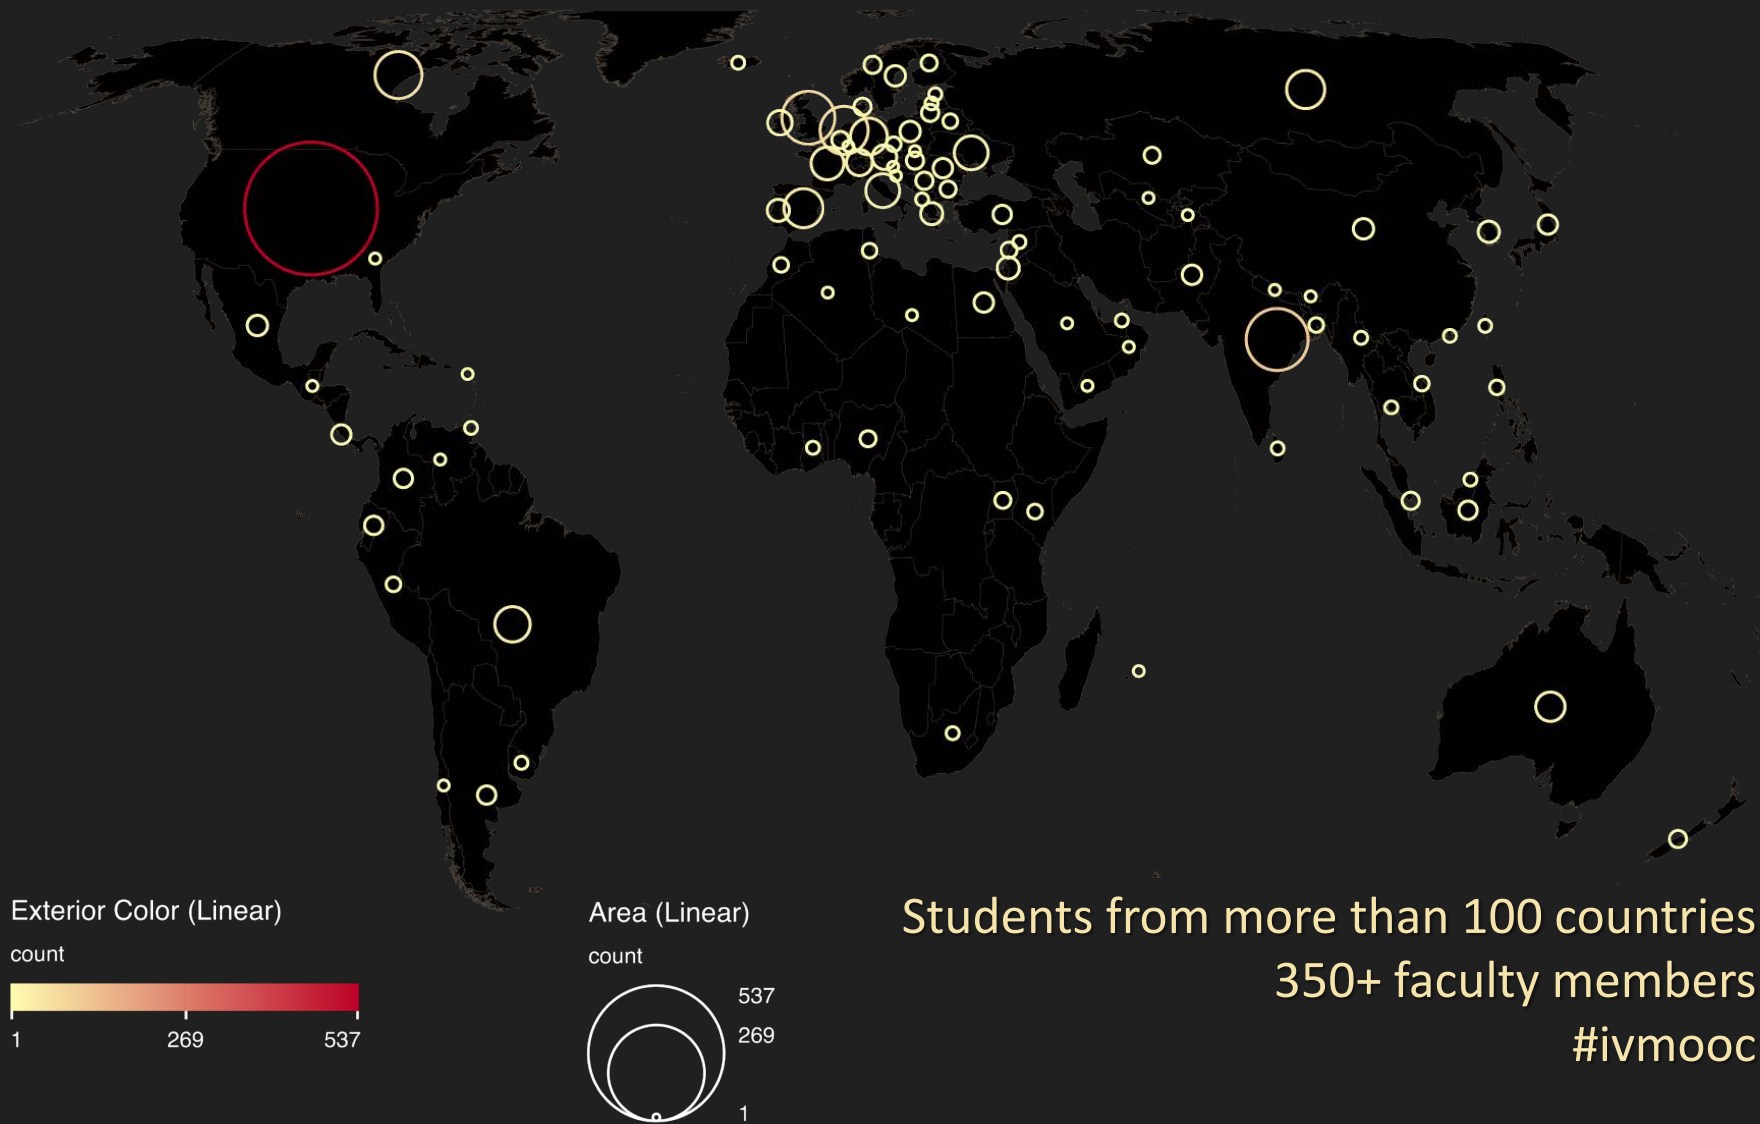 Exterior Color (Linear)
count
1 269 537
Area (Linear)
count
537
269
1
Students from more than 100 countries
350+ faculty members
#ivmooc